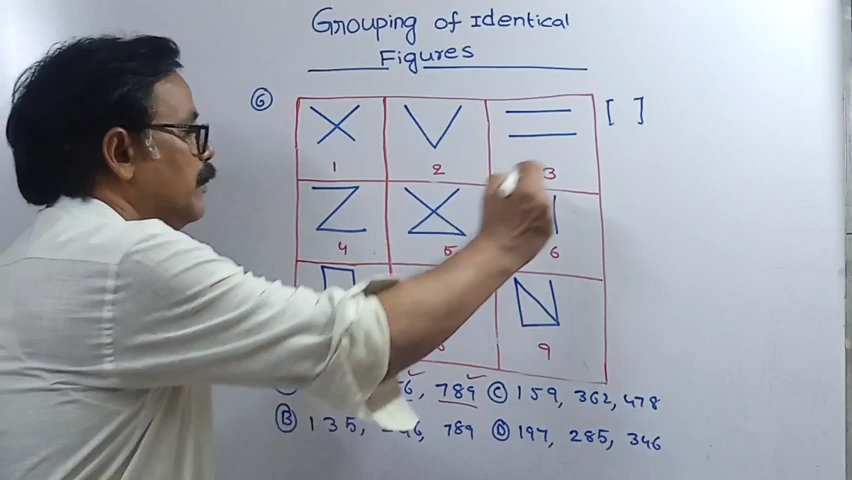 Grouping of Identical
Figures
6 [ ]
1 2 3
4 5 6
9
6, 789 C 159, 362, 478
B 135, 789 D 197, 285, 346